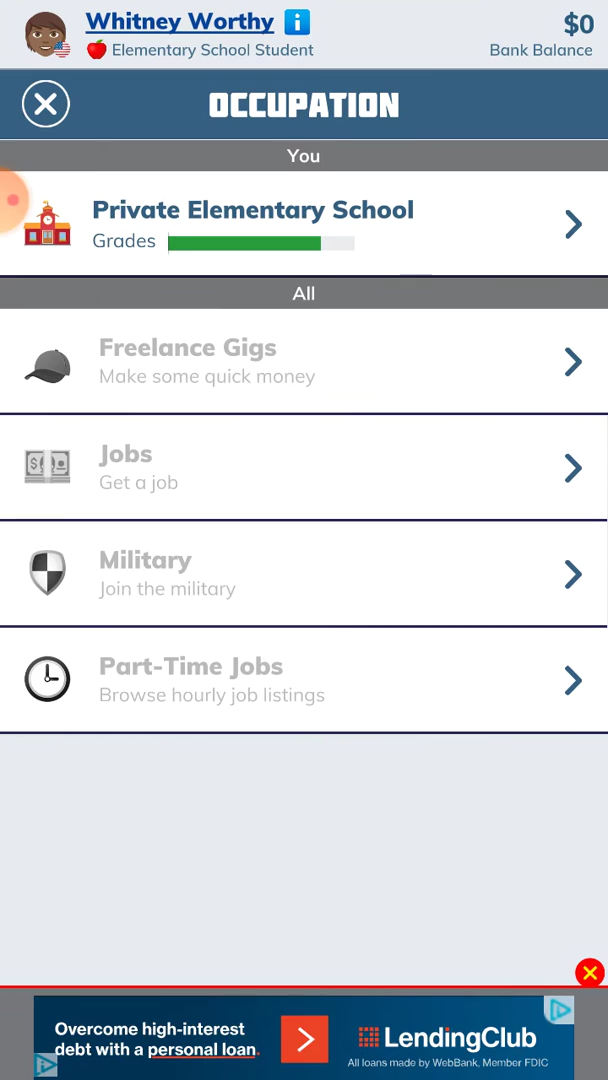 Whitney Worthy
Elementary School Student
$0
Bank Balance
OCCUPATION
You
Private Elementary School
Grades
All
Freelance Gigs
Make some quick money
Jobs
Get a job
Military
Join the military
Part-Time Jobs
Browse hourly job listings
Overcome high-interest
debt with a personal loan.
LendingClub
All loans made by WebBank, Member FDIC